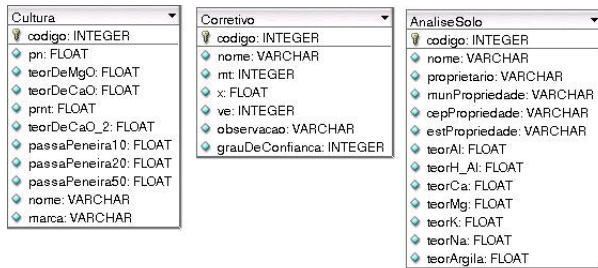 Cultura
codigo: INTEGER
pn: FLOAT
teorDeMgO: FLOAT
teorDeCaO: FLOAT
prnt: FLOAT
teorDeCaO_2: FLOAT
passaPeneira10: FLOAT
passaPeneira20: FLOAT
passaPeneira50: FLOAT
nome: VARCHAR
marca: VARCHAR
Corretivo
codigo: INTEGER
nome: VARCHAR
mt: INTEGER
x: FLOAT
ve: INTEGER
observacao: VARCHAR
grauDeConfianca: INTEGER
AnaliseSolo
codigo: INTEGER
nome: VARCHAR
proprietario: VARCHAR
munPropriedade: VARCHAR
cepPropriedade: VARCHAR
estPropriedade: VARCHAR
teorAl: FLOAT
teorH_Al: FLOAT
teorCa: FLOAT
teorMg: FLOAT
teorK: FLOAT
teorNa: FLOAT
teorArgila: FLOAT